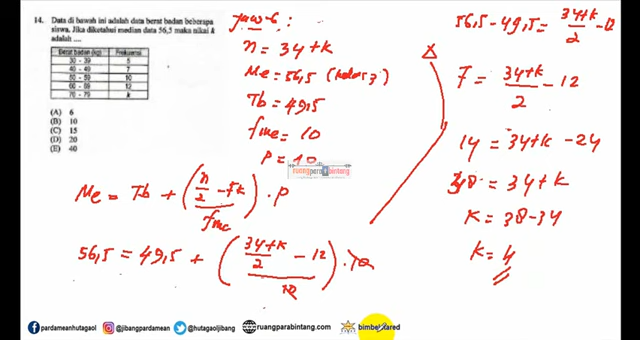 14. Data di bawah ini adalah data berat badan beberapa
siswa. Jika diketahui median data 56,5 maka nilai k
adalah ....
Berat badan (kg) Frekuensi
30 - 39 5
40 - 49 7
50 - 59 10
60 - 69 12
70 - 79 k
(A) 6
(B) 10
(C) 15
(D) 20
(E) 40
Jawab :
n = 34+k
Me = 56,5 (kelas 3)
Tb = 49,5
fme = 10
P = 10
ruangparabintang
Me = Tb + (n/2 - fk / fme) . P
56,5 = 49,5 + (34+k/2 - 12 / 10) . 10
56,5 - 49,5 = 34+k/2 - 12
7 = 34+k/2 - 12
14 = 34+k - 24
38 = 34+k
k = 38-34
k = 4
pardameanhutagaol @jibangpardamean @hutagaoljibang ruangparabintang.com bimbel zared